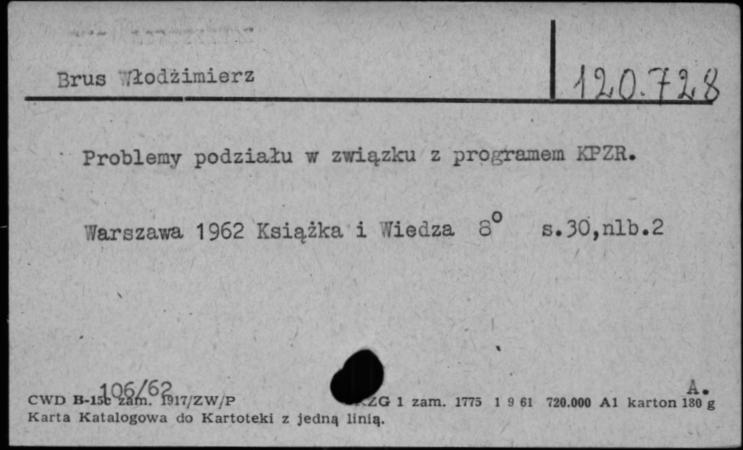 Brus Włodzimierz 120.728
Problemy podziału w związku z programem KPZR.
Warszawa 1962 Książka i Wiedza 8° s.30,nlb.2
106/62 A.
CWD B-15c zam. 1917/ZW/P KZG 1 zam. 1775 1 9 61 720.000 A1 karton 180 g
Karta Katalogowa do Kartoteki z jedną linią.